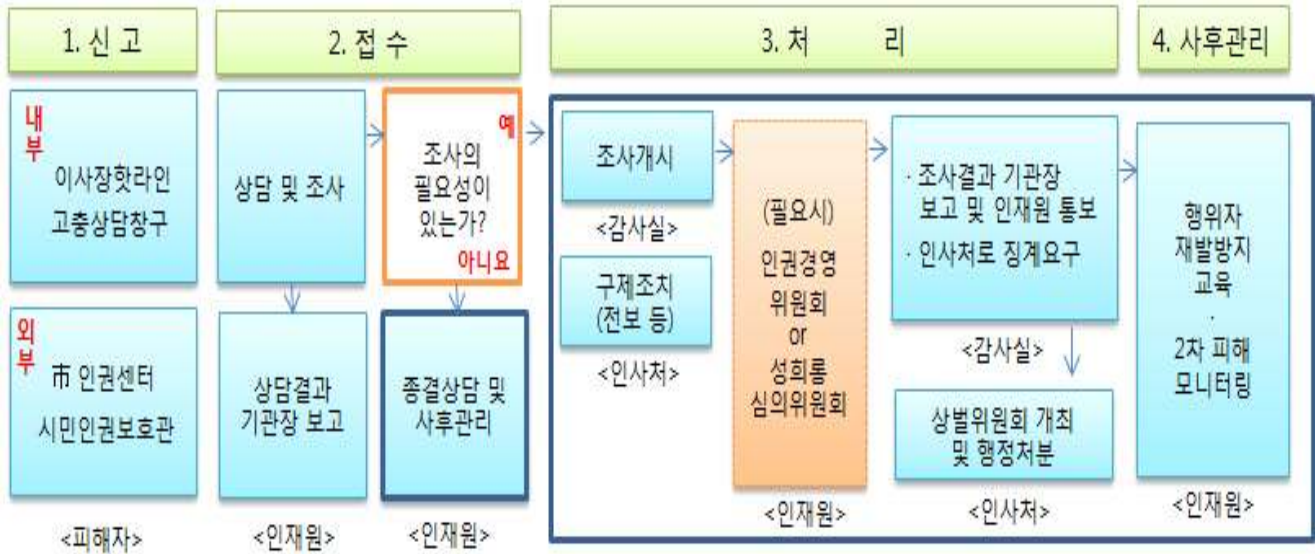 1. 신 고
2. 접 수
3. 처 리
4. 사후관리
내
부
이사장핫라인
고충상담창구
외
부
市 인권센터
시민인권보호관
<피해자>
상담 및 조사
상담결과
기관장 보고
<인재원>
예
조사의
필요성이
있는가?
아니요
종결상담 및
사후관리
<인재원>
조사개시
<감사실>
구제조치
(전보 등)
<인사처>
(필요시)
인권경영
위원회
or
성희롱
심의위원회
<인재원>
· 조사결과 기관장
보고 및 인재원 통보
· 인사처로 징계요구
<감사실>
상벌위원회 개최
및 행정처분
<인사처>
행위자
재발방지
교육
·
2차 피해
모니터링
<인재원>